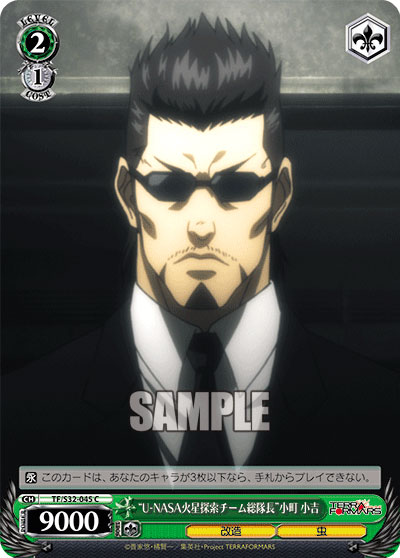 LEVEL
2
1
COST
SAMPLE
永 このカードは、あなたのキャラが3枚以下なら、手札からプレイできない。
CH TF/S32-045 C
"U-NASA火星探索チーム総隊長"小町 小吉
TERRA FORMARS
9000
改造
虫
©貴家悠・橘賢一/集英社・Project TERRAFORMARS